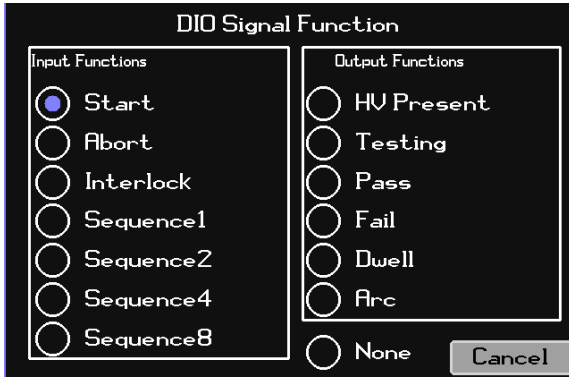 DIO Signal Function
Input Functions
Start
Abort
Interlock
Sequence1
Sequence2
Sequence4
Sequence8
Output Functions
HV Present
Testing
Pass
Fail
Dwell
Arc
None
Cancel